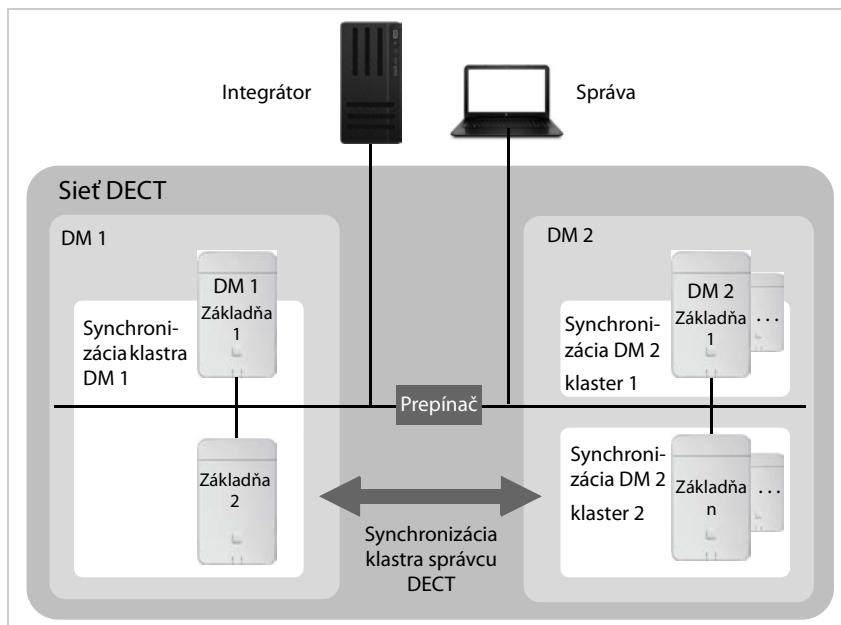 Integrátor
Správa
Sieť DECT
DM 1
DM 1
Základňa
1
Synchroni-
zácia klastra
DM 1
Základňa
2
Prepínač
Synchronizácia
klastra správcu
DECT
DM 2
DM 2
Základňa
1
...
Synchroni-
zácia DM 2
klaster 1
Synchroni-
zácia DM 2
klaster 2
Základňa
n
...